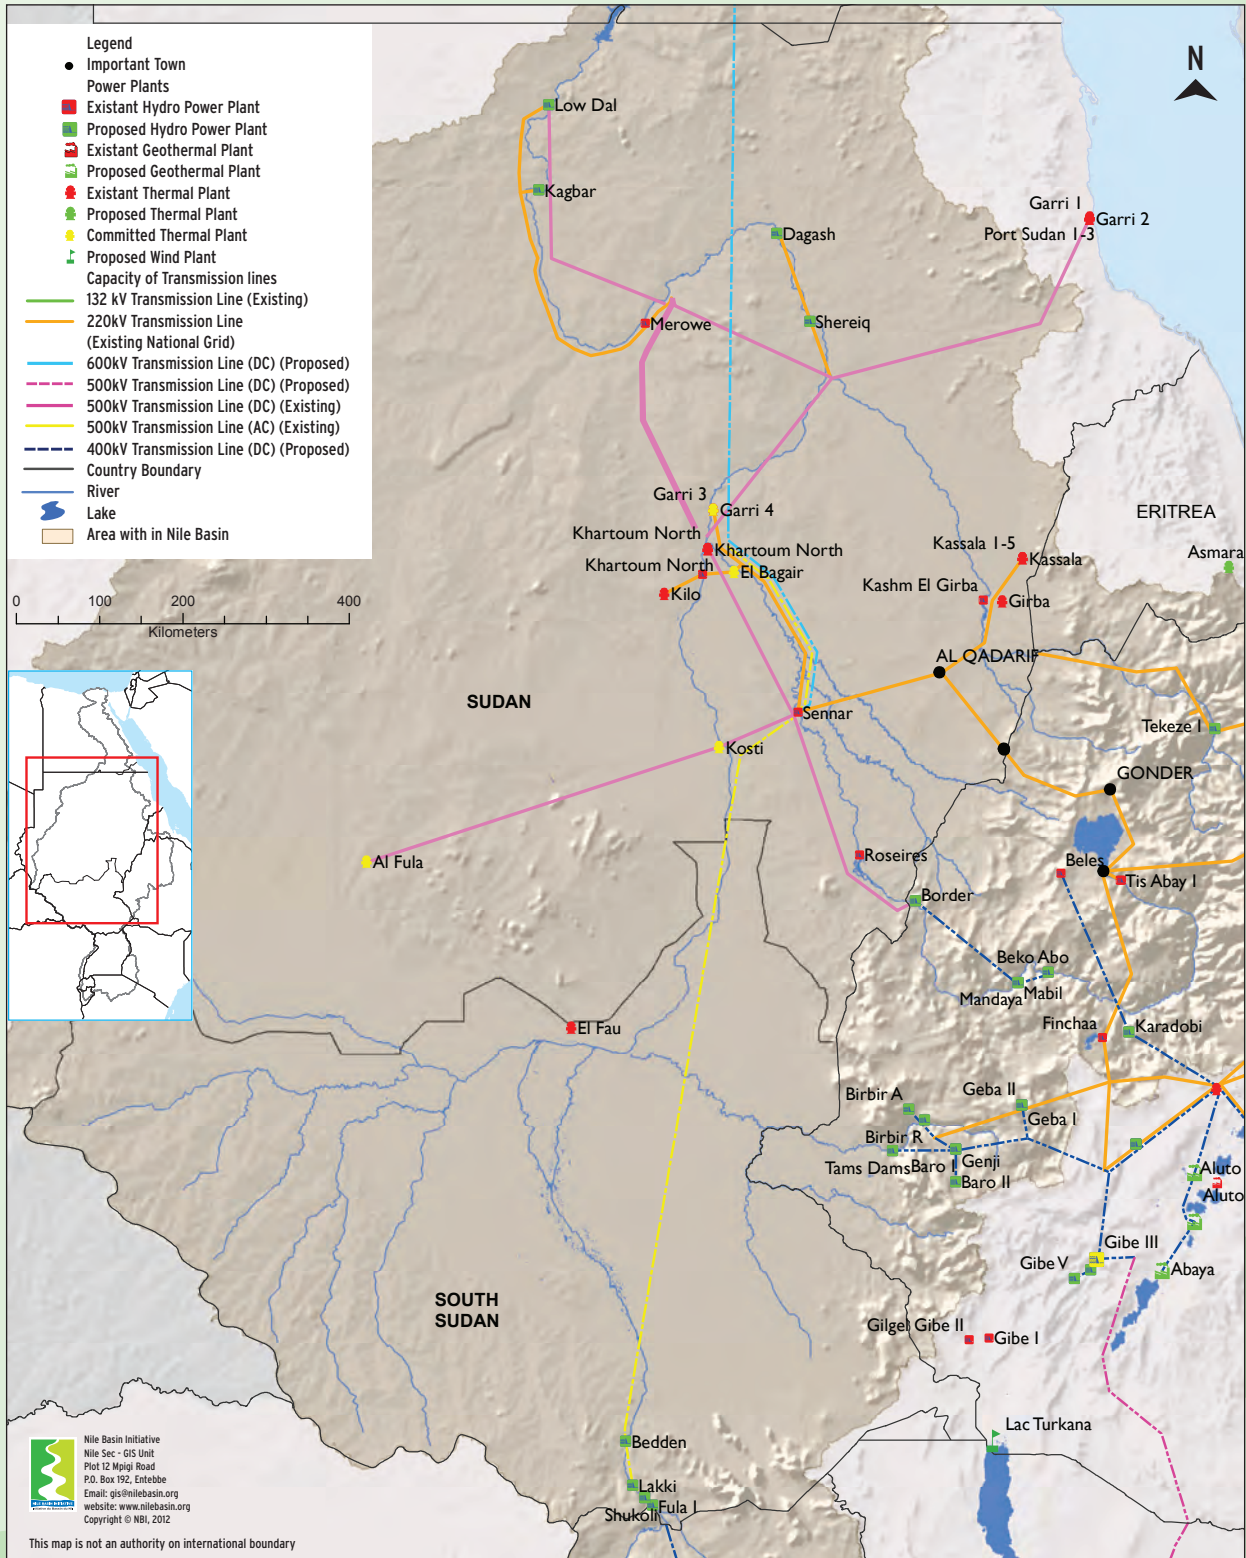 Legend
Important Town
Power Plants
Existant Hydro Power Plant
Proposed Hydro Power Plant
Existant Geothermal Plant
Proposed Geothermal Plant
Existant Thermal Plant
Proposed Thermal Plant
Committed Thermal Plant
Proposed Wind Plant
Capacity of Transmission lines
132 kV Transmission Line (Existing)
220kV Transmission Line
(Existing National Grid)
600kV Transmission Line (DC) (Proposed)
500kV Transmission Line (DC) (Proposed)
500kV Transmission Line (DC) (Existing)
500kV Transmission Line (AC) (Existing)
400kV Transmission Line (DC) (Proposed)
Country Boundary
River
Lake
Area with in Nile Basin
0 100 200 400
Kilometers
N
Low Dal
Kagbar
Dagash
Garri 1
Garri 2
Port Sudan 1-3
Merowe
Shereiq
Garri 3
Garri 4
ERITREA
Khartoum North
Khartoum North
Kassala 1-5
Kassala
Asmara
Khartoum North
El Bagair
Kashm El Girba
Kilo
Girba
AL QADARIF
SUDAN
Sennar
Tekeze I
Kosti
GONDER
Al Fula
Roseires
Beles
Tis Abay I
Border
Beko Abo
Mandaya
Mabil
El Fau
Finchaa
Karadobi
Birbir A
Geba II
Geba I
Birbir R
Tams Dams
Baro I
Genji
Baro II
Aluto
Aluto
Gibe III
Gibe V
Abaya
SOUTH
SUDAN
Gilgel Gibe II
Gibe I
Lac Turkana
Bedden
Lakki
Fula I
Shukoli
Nile Basin Initiative
Nile Sec - GIS Unit
Plot 12 Mpigi Road
P.O. Box 192, Entebbe
Email: gis@nilebasin.org
website: www.nilebasin.org
Copyright © NBI, 2012
This map is not an authority on international boundary